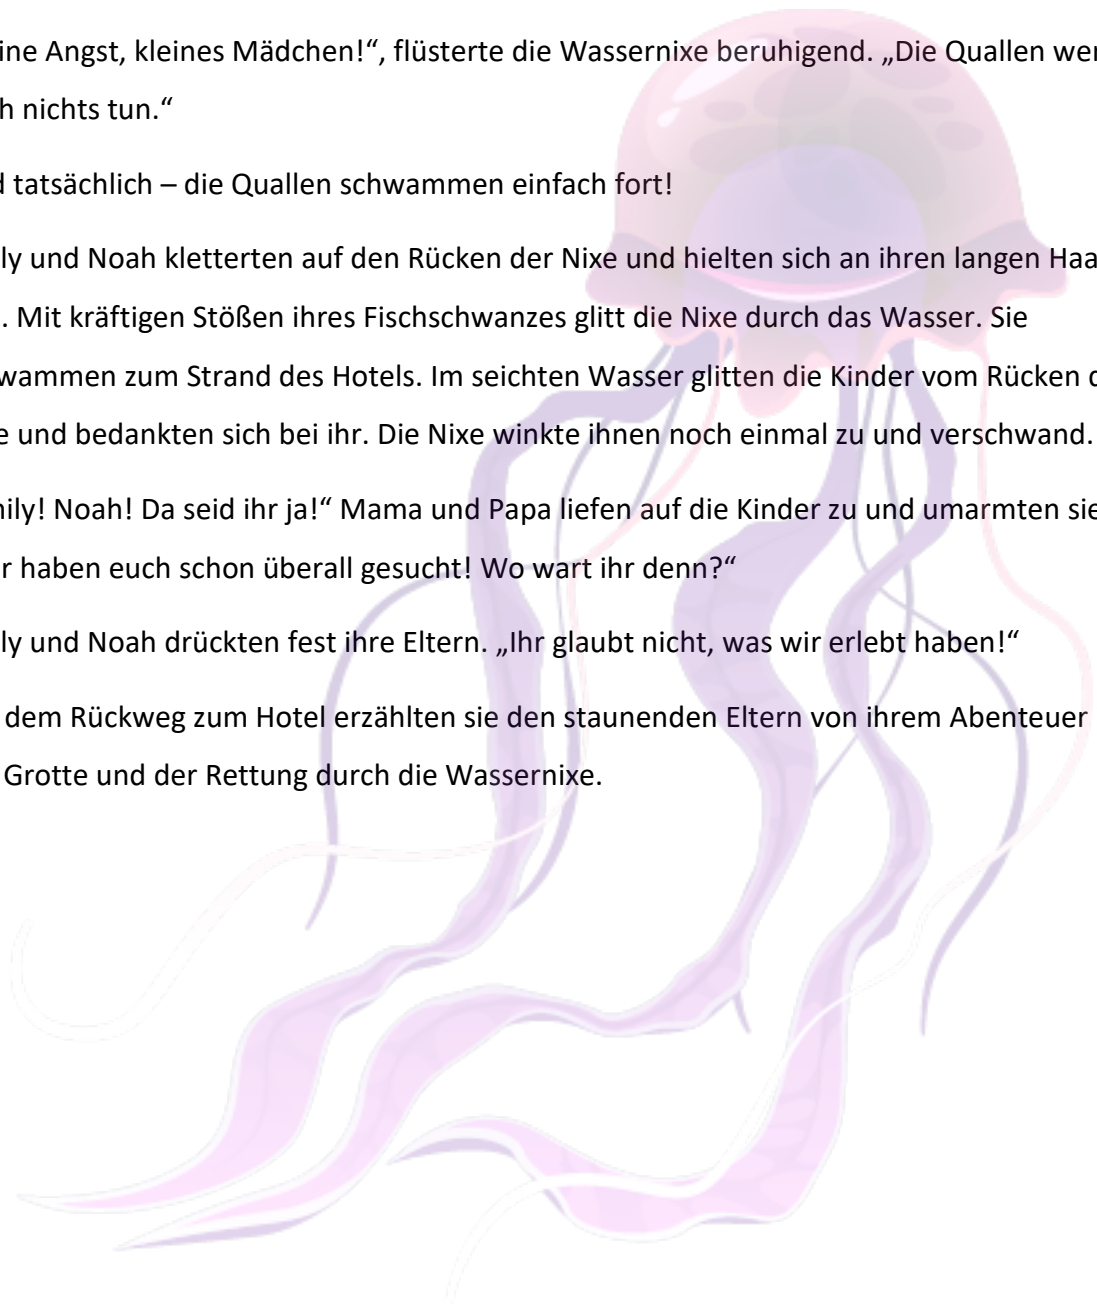 ine Angst, kleines Mädchen!“, flüsterte die Wassernixe beruhigend. „Die Quallen wer
h nichts tun.“
d tatsächlich – die Quallen schwammen einfach fort!
ly und Noah kletterten auf den Rücken der Nixe und hielten sich an ihren langen Haa
. Mit kräftigen Stößen ihres Fischschwanzes glitt die Nixe durch das Wasser. Sie
wammen zum Strand des Hotels. Im seichten Wasser glitten die Kinder vom Rücken d
e und bedankten sich bei ihr. Die Nixe winkte ihnen noch einmal zu und verschwand.
nily! Noah! Da seid ihr ja!“ Mama und Papa liefen auf die Kinder zu und umarmten sie
r haben euch schon überall gesucht! Wo wart ihr denn?“
ly und Noah drückten fest ihre Eltern. „Ihr glaubt nicht, was wir erlebt haben!“
dem Rückweg zum Hotel erzählten sie den staunenden Eltern von ihrem Abenteuer
Grotte und der Rettung durch die Wassernixe.